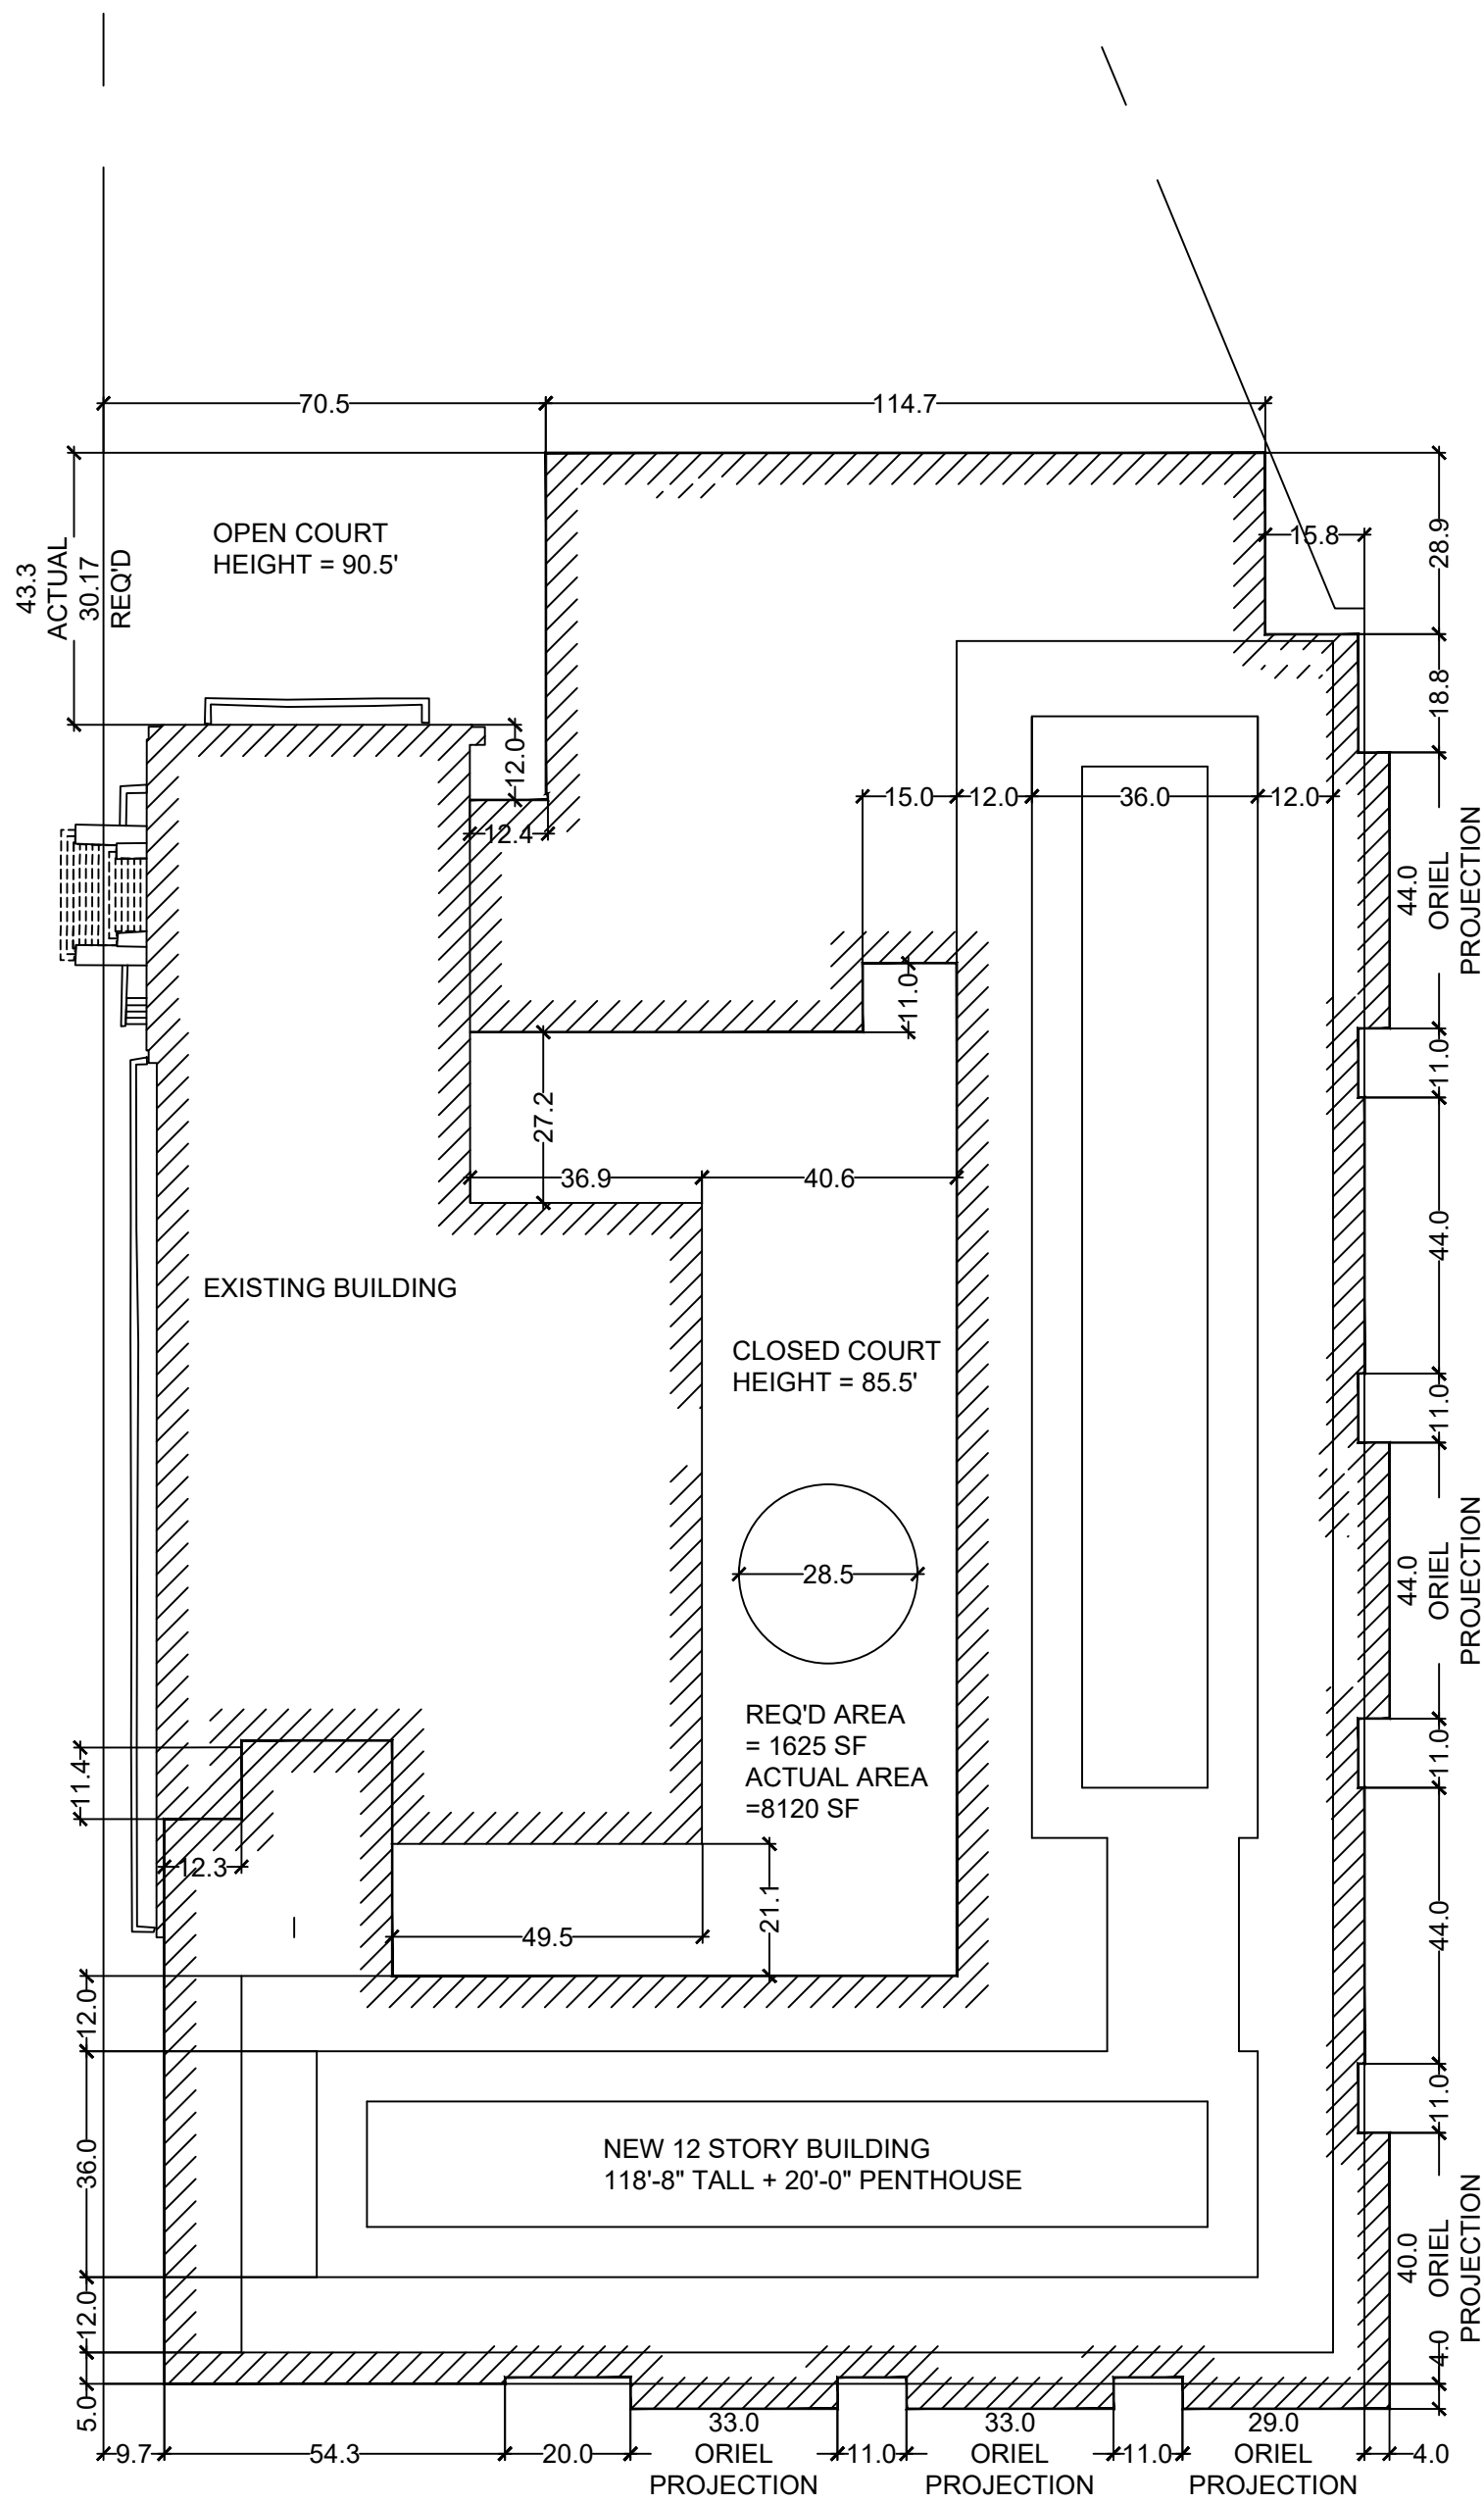 70.5
114.7
43.3
ACTUAL
30.17
REQ'D
OPEN COURT
HEIGHT = 90.5'
15.8
28.9
18.8
12.0
12.4
15.0
12.0
36.0
12.0
44.0
ORIEL
PROJECTION
11.0
11.0
27.2
36.9
40.6
44.0
EXISTING BUILDING
CLOSED COURT
HEIGHT = 85.5'
11.0
28.5
44.0
ORIEL
PROJECTION
REQ'D AREA
= 1625 SF
ACTUAL AREA
=8120 SF
11.4
11.0
12.3
21.1
49.5
44.0
12.0
11.0
36.0
NEW 12 STORY BUILDING
118'-8" TALL + 20'-0" PENTHOUSE
40.0
ORIEL
PROJECTION
12.0
4.0
5.0
9.7
54.3
20.0
33.0
ORIEL
PROJECTION
11.0
33.0
ORIEL
PROJECTION
11.0
29.0
ORIEL
PROJECTION
4.0